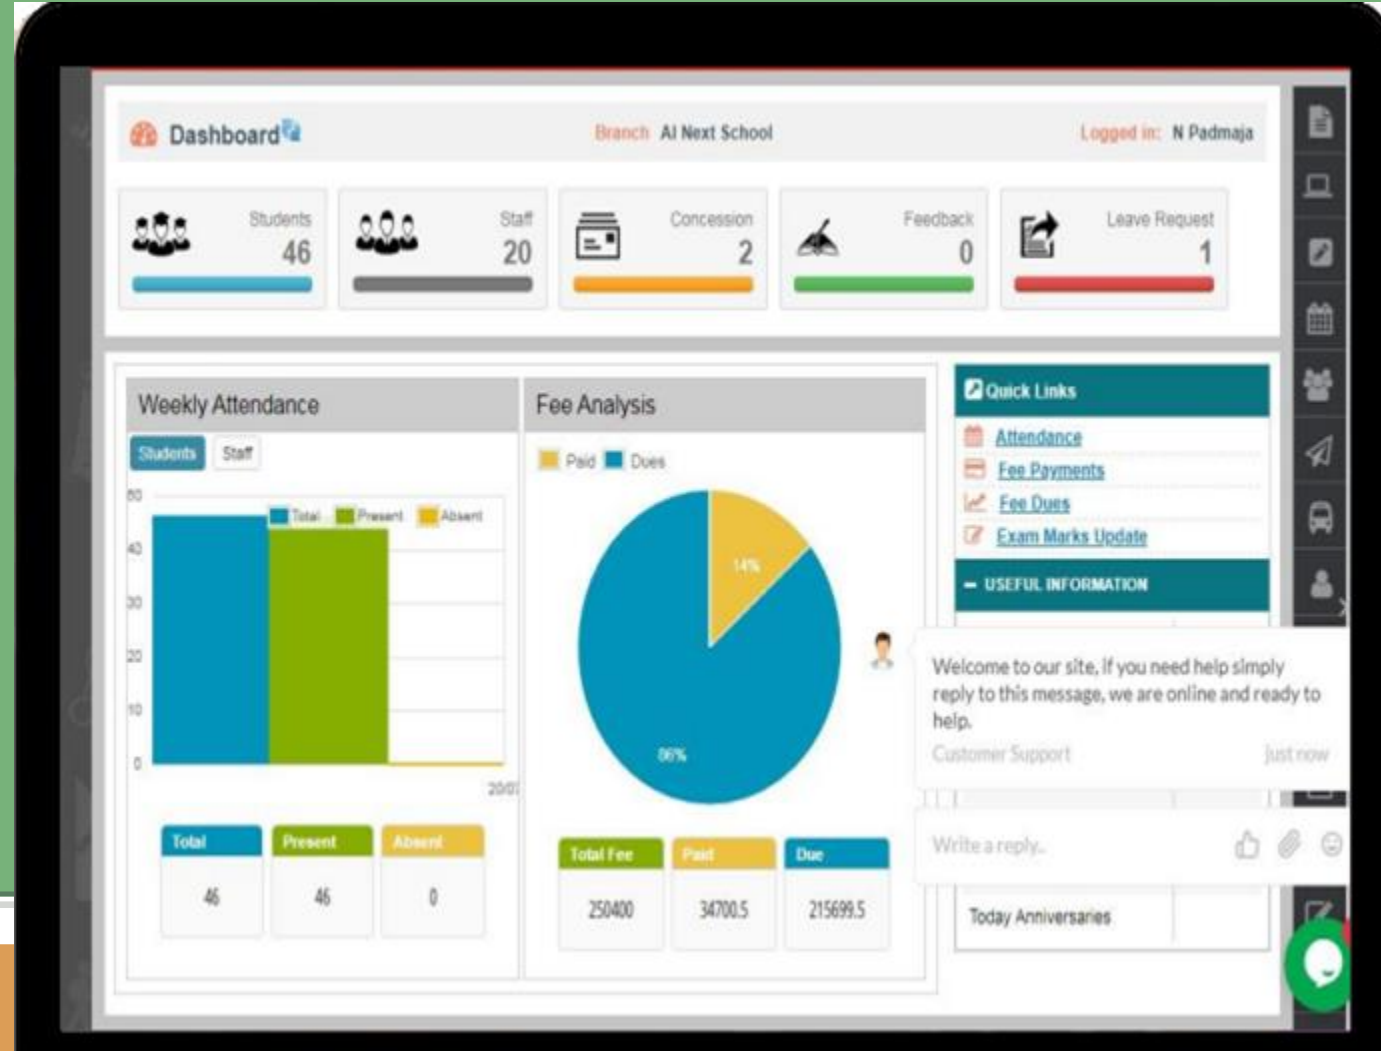 Dashboard
Branch AI Next School
Logged in: N Padmaja
Students
46
Staff
20
Concession
2
Feedback
0
Leave Request
1
Weekly Attendance
Students Staff
Total Present Absent
40
30
20
10
0
Total Present Absent
46 46 0
Fee Analysis
Paid Dues
14%
86%
Total Fee Paid Due
250400 34700.5 215699.5
Quick Links
Attendance
Fee Payments
Fee Dues
Exam Marks Update
USEFUL INFORMATION
Welcome to our site, if you need help simply
reply to this message, we are online and ready to
help.
Customer Support Just now
Write a reply..
Today Anniversaries